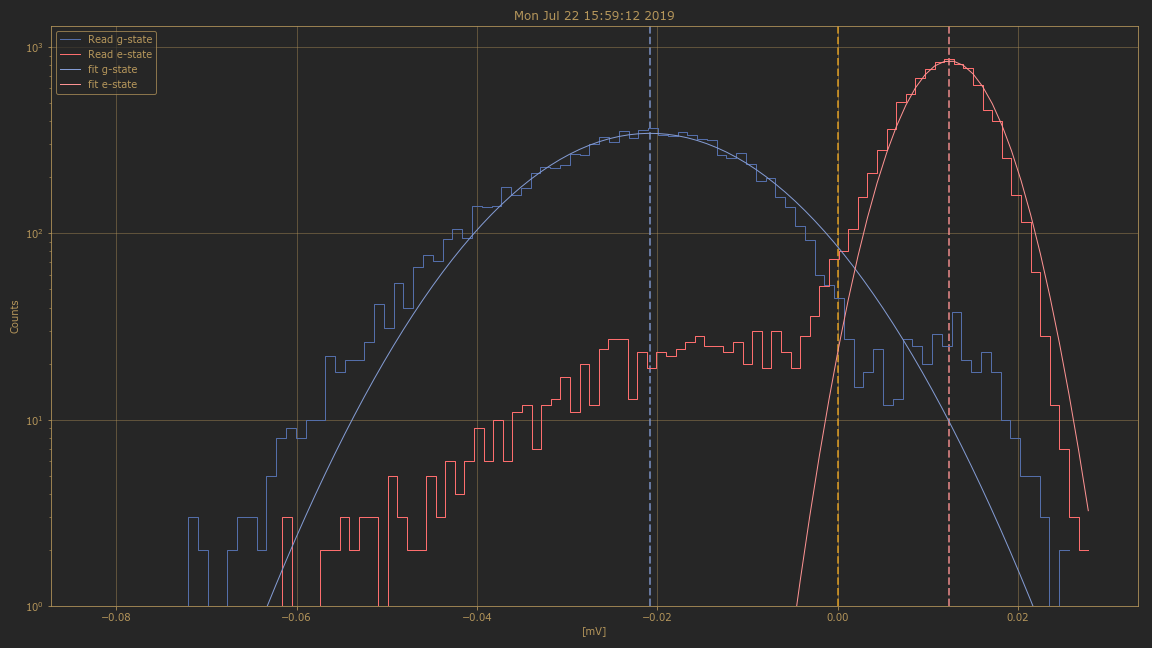 Mon Jul 22 15:59:12 2019
Read g-state
Read e-state
fit g-state
fit e-state
10³
10²
10¹
10⁰
Counts
−0.08
−0.06
−0.04
−0.02
0.00
0.02
[mV]